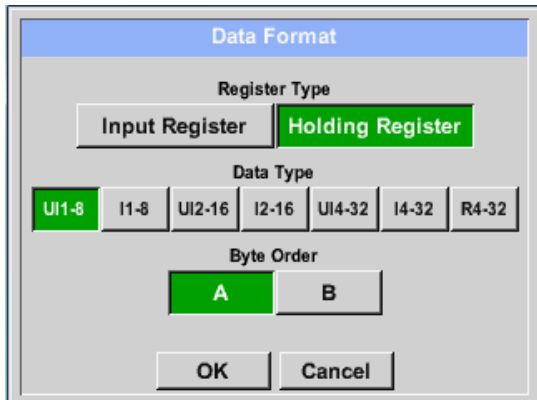 Data Format
Register Type
Input Register Holding Register
Data Type
UI1-8 I1-8 UI2-16 I2-16 UI4-32 I4-32 R4-32
Byte Order
A B
OK Cancel